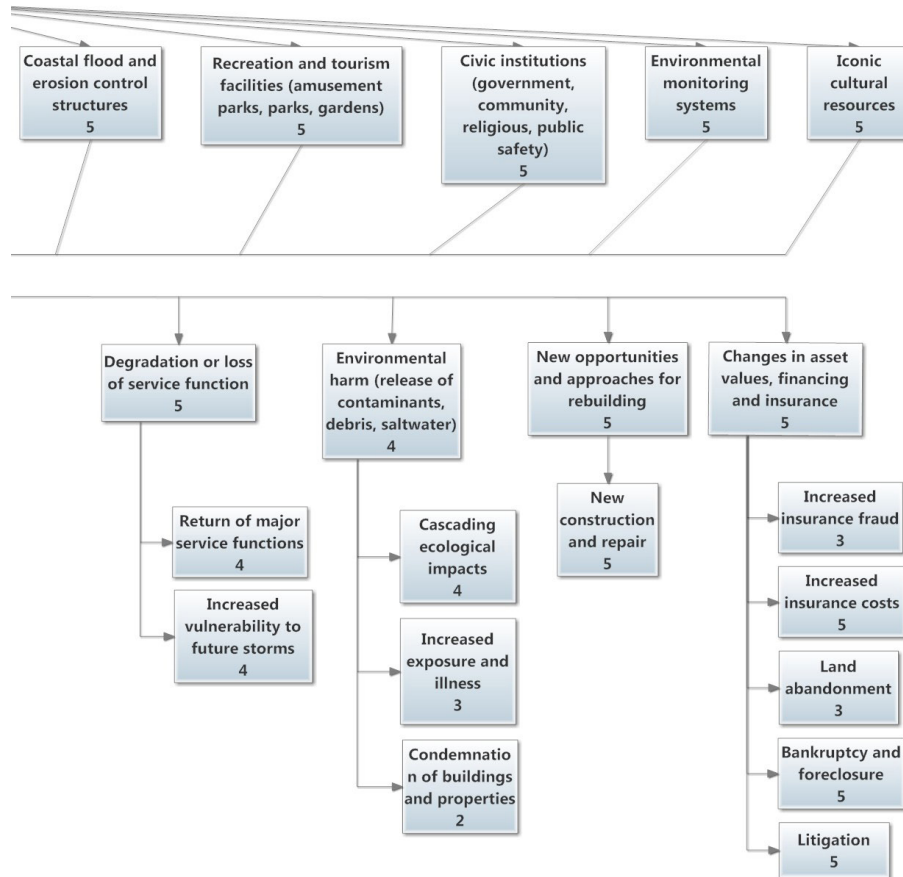 Coastal flood and
erosion control
structures
5
Recreation and tourism
facilities (amusement
parks, parks, gardens)
5
Civic institutions
(government,
community,
religious, public
safety)
5
Environmental
monitoring
systems
5
Iconic
cultural
resources
5
Degradation or loss
of service function
5
Environmental
harm (release of
contaminants,
debris, saltwater)
4
New opportunities
and approaches for
rebuilding
5
Changes in asset
values, financing
and insurance
5
Return of major
service functions
4
Increased
vulnerability to
future storms
4
Cascading
ecological
impacts
4
Increased
exposure and
illness
3
Condemnatio
n of buildings
and properties
2
New
construction
and repair
5
Increased
insurance fraud
3
Increased
insurance costs
5
Land
abandonment
3
Bankruptcy and
foreclosure
5
Litigation
5